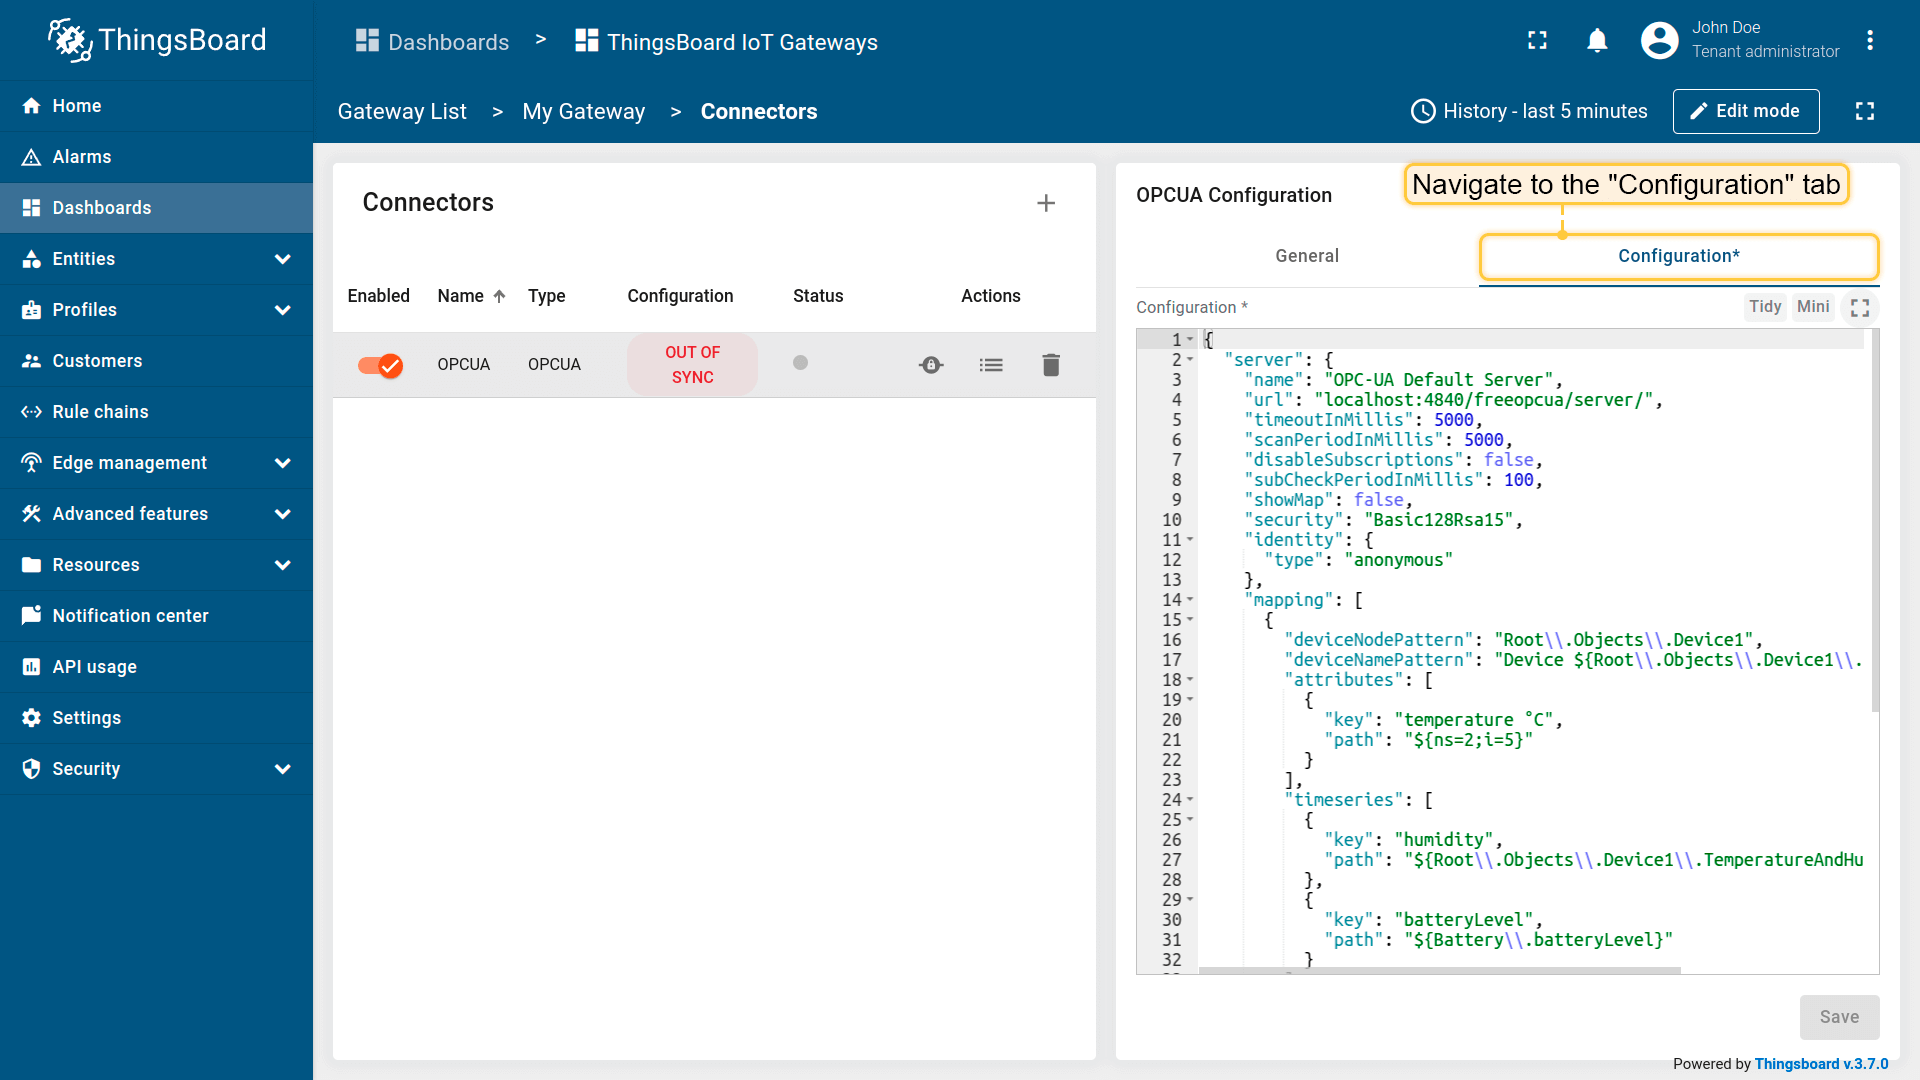 ThingsBoard
Dashboards > ThingsBoard IoT Gateways
John Doe
Tenant administrator
Gateway List > My Gateway > Connectors
History - last 5 minutes
Edit mode
Home
Alarms
Dashboards
Entities
Profiles
Customers
Rule chains
Edge management
Advanced features
Resources
Notification center
API usage
Settings
Security
Connectors
Enabled Name Type Configuration Status Actions
OPCUA OPCUA OUT OF
SYNC
OPCUA Configuration
Navigate to the "Configuration" tab
General Configuration*
Configuration *
Tidy Mini
1 {
2 "server": {
3 "name": "OPC-UA Default Server",
4 "url": "localhost:4840/freeopcua/server/",
5 "timeoutInMillis": 5000,
6 "scanPeriodInMillis": 5000,
7 "disableSubscriptions": false,
8 "subCheckPeriodInMillis": 100,
9 "showMap": false,
10 "security": "Basic128Rsa15",
11 "identity": {
12 "type": "anonymous"
13 },
14 "mapping": [
15 {
16 "deviceNodePattern": "Root\\.Objects\\.Device1",
17 "deviceNamePattern": "Device ${Root\\.Objects\\.Device1\\.
18 "attributes": [
19 {
20 "key": "temperature °C",
21 "path": "${ns=2;i=5}"
22 }
23 ],
24 "timeseries": [
25 {
26 "key": "humidity",
27 "path": "${Root\\.Objects\\.Device1\\.TemperatureAndHu
28 },
29 {
30 "key": "batteryLevel",
31 "path": "${Battery\\.batteryLevel}"
32 }
Save
Powered by Thingsboard v.3.7.0